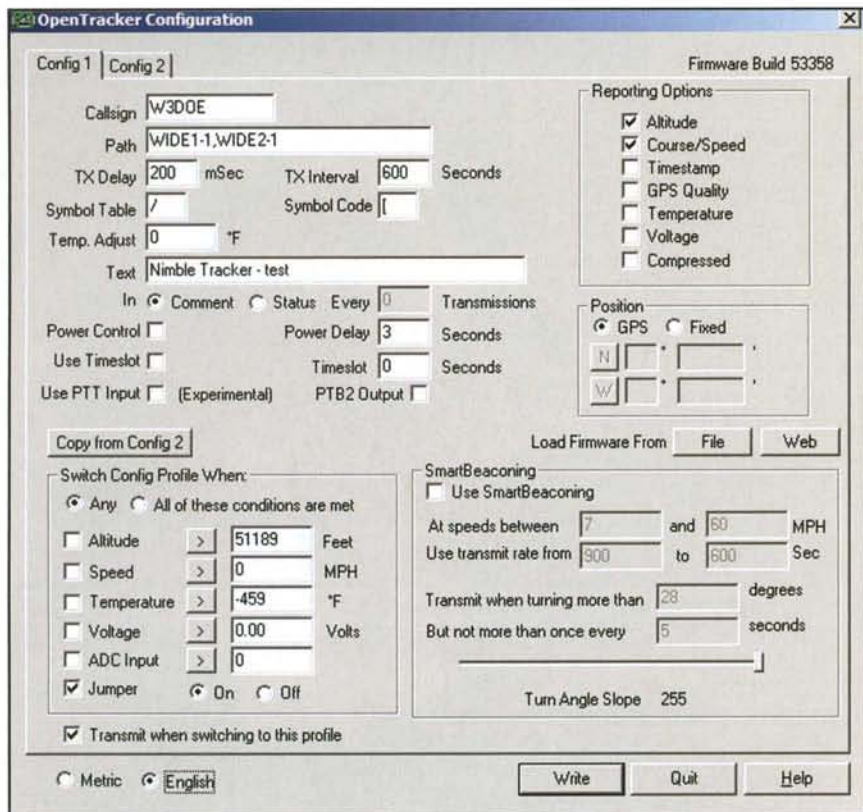 OpenTracker Configuration
Config 1 Config 2 Firmware Build 53358
Callsign W3DOE
Path WIDE1-1,WIDE2-1
TX Delay 200 mSec TX Interval 600 Seconds
Symbol Table / Symbol Code [
Temp. Adjust 0 °F
Text Nimble Tracker - test
In Comment Status Every 0 Transmissions
Power Control Power Delay 3 Seconds
Use Timeslot Timeslot 0 Seconds
Use PTT Input (Experimental) PTB2 Output
Reporting Options
Altitude
Course/Speed
Timestamp
GPS Quality
Temperature
Voltage
Compressed
Position
GPS Fixed
N ° '
W ° '
Copy from Config 2 Load Firmware From File Web
Switch Config Profile When:
Any All of these conditions are met
Altitude > 51189 Feet
Speed > 0 MPH
Temperature > -459 °F
Voltage > 0.00 Volts
ADC Input > 0
Jumper On Off
Transmit when switching to this profile
SmartBeaconing
Use SmartBeaconing
At speeds between 7 and 60 MPH
Use transmit rate from 900 to 600 Sec
Transmit when turning more than 28 degrees
But not more than once every 5 seconds
Turn Angle Slope 255
Metric English Write Quit Help